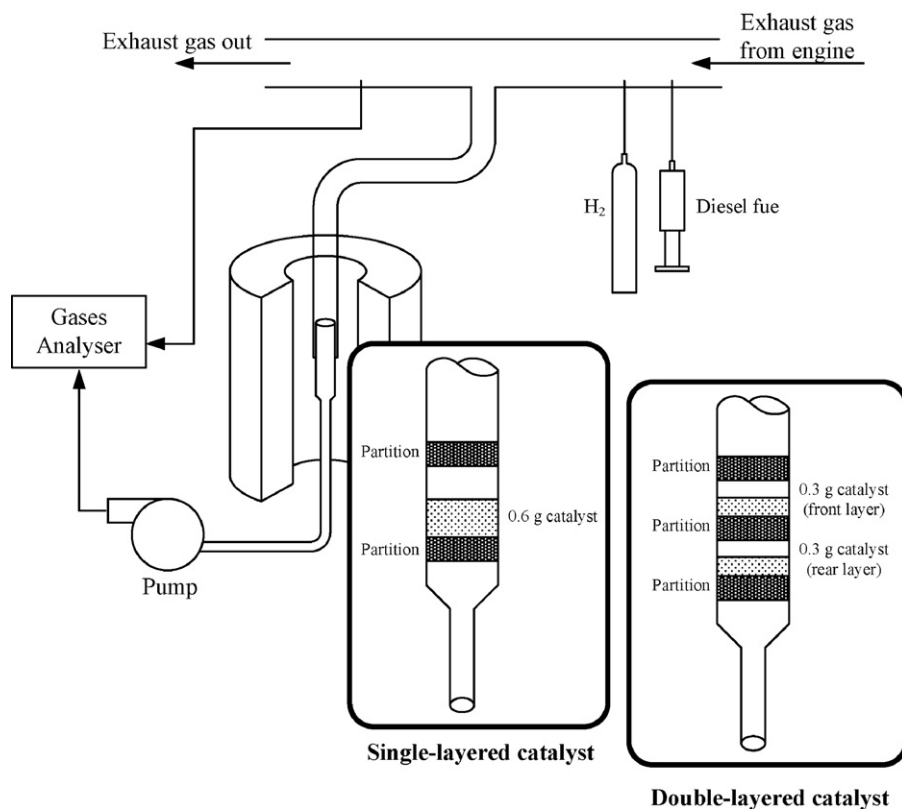 Exhaust gas out
Exhaust gas
from engine
H₂
Diesel fue
Gases
Analyser
Pump
Partition
0.6 g catalyst
Partition
Single-layered catalyst
Partition
0.3 g catalyst
(front layer)
Partition
0.3 g catalyst
(rear layer)
Partition
Double-layered catalyst